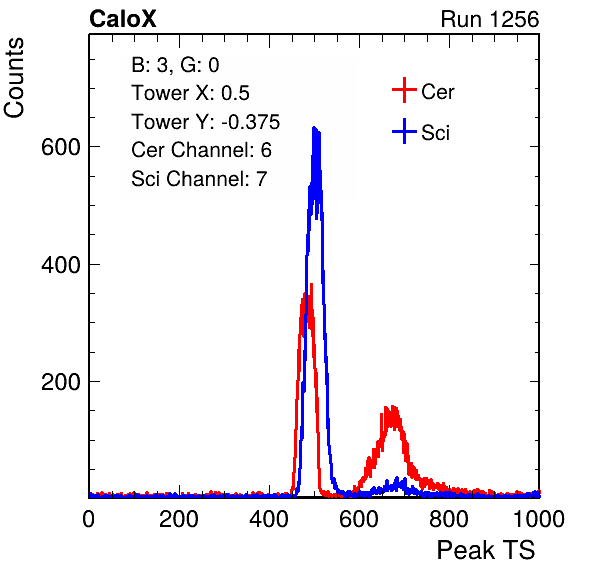 CaloX Run 1256
Counts
B: 3, G: 0
Tower X: 0.5
Tower Y: -0.375
Cer Channel: 6
Sci Channel: 7
Cer
Sci
600
400
200
0 200 400 600 800 1000
Peak TS